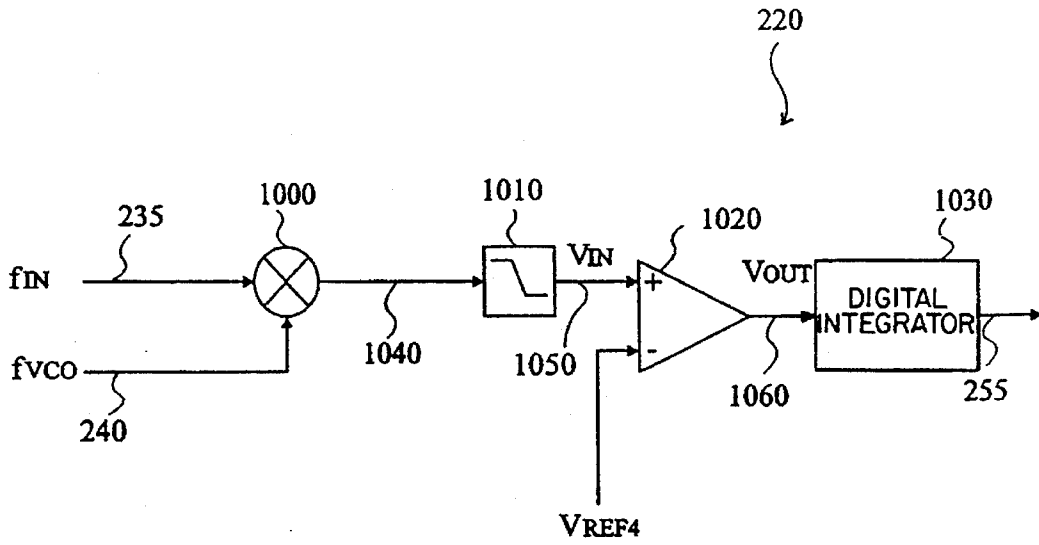 220
1000
1010
1020
1030
235
fIN
VIN
VOUT
+
-
DIGITAL
INTEGRATOR
fVCO
240
1040
1050
1060
255
VREF4